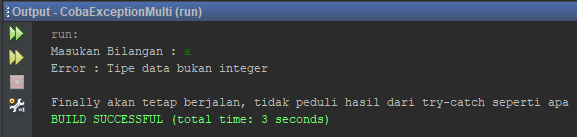 Output - CobaExceptionMulti (run)
run:
Masukan Bilangan : a
Error : Tipe data bukan integer
Finally akan tetap berjalan, tidak peduli hasil dari try-catch seperti apa
BUILD SUCCESSFUL (total time: 3 seconds)